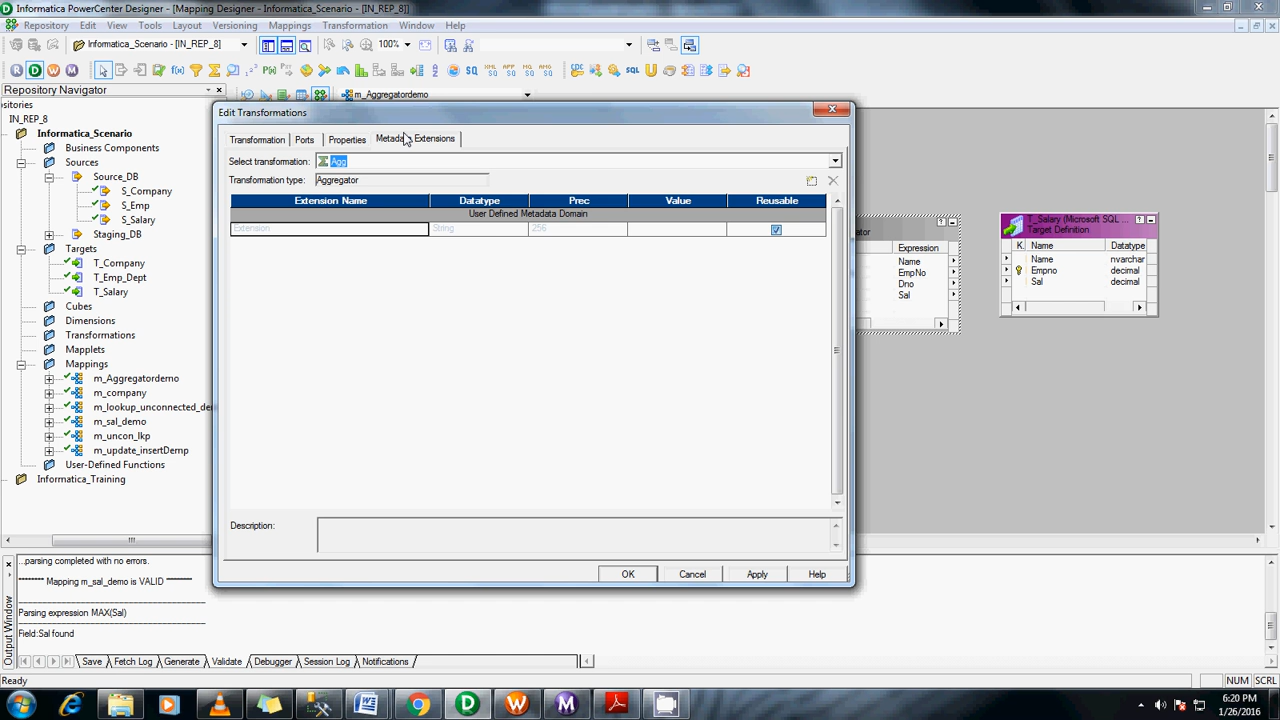 Informatica PowerCenter Designer - [Mapping Designer - Informatica_Scenario - [IN_REP_8]]
Repository Edit View Tools Layout Versioning Mappings Transformation Window Help
Informatica_Scenario - [IN_REP_8] 100%
Repository Navigator
m_Aggregatordemo
sitories
IN_REP_8
Informatica_Scenario
Business Components
Sources
Source_DB
S_Company
S_Emp
S_Salary
Staging_DB
Targets
T_Company
T_Emp_Dept
T_Salary
Cubes
Dimensions
Transformations
Mapplets
Mappings
m_Aggregatordemo
m_company
m_lookup_unconnected_de
m_sal_demo
m_uncon_lkp
m_update_insertDemp
User-Defined Functions
Informatica_Training
Edit Transformations
Transformation Ports Properties Metadata Extensions
Select transformation: Agg
Transformation type: Aggregator
Extension Name Datatype Prec Value Reusable
User Defined Metadata Domain
Extension String 256
Description:
OK Cancel Apply Help
ator
Expression
Name
EmpNo
Dno
Sal
T_Salary (Microsoft SQL ...
Target Definition
K. Name Datatype
Name nvarchar
Empno decimal
Sal decimal
Output Window
...parsing completed with no errors.
******** Mapping m_sal_demo is VALID ********
Parsing expression MAX(Sal)
Field:Sal found
Save Fetch Log Generate Validate Debugger Session Log Notifications
Ready
NUM SCRL
6:20 PM
1/26/2016